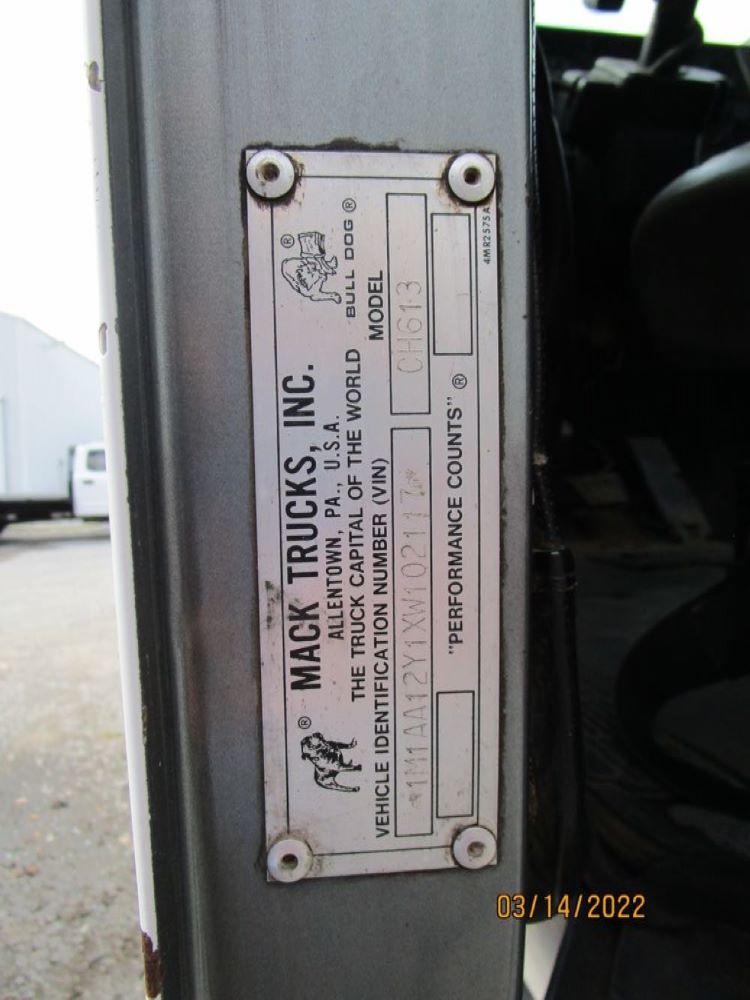 MACK TRUCKS, INC.
ALLENTOWN, PA., U.S.A.
THE TRUCK CAPITAL OF THE WORLD
BULL DOG ®
VEHICLE IDENTIFICATION NUMBER (VIN)
MODEL
*1M1AA12Y1XW102117*
CH613
"PERFORMANCE COUNTS" ®
4MR2575A
03/14/2022